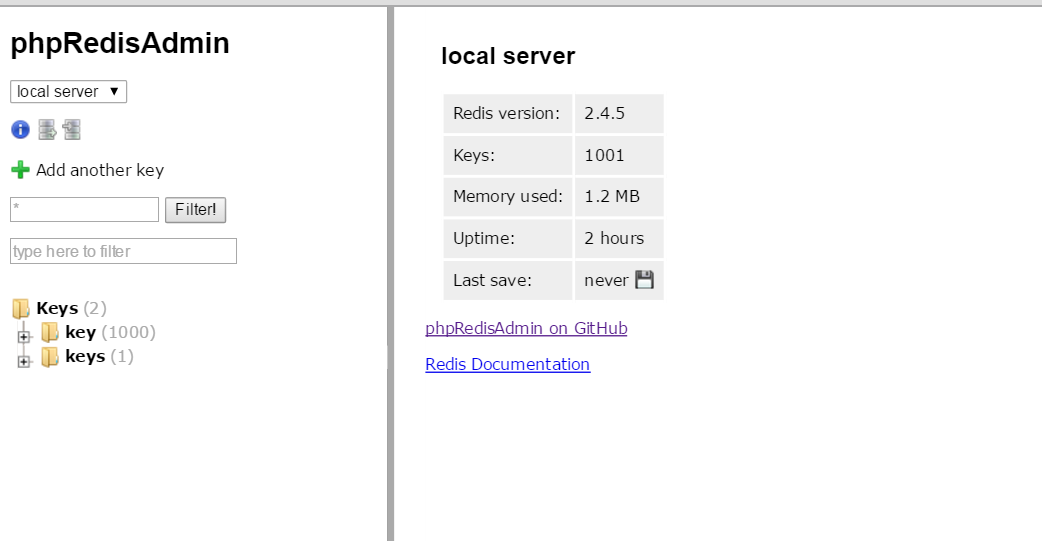 phpRedisAdmin
local server ▼
Add another key
* Filter!
type here to filter
Keys (2)
key (1000)
keys (1)
local server
Redis version: 2.4.5
Keys: 1001
Memory used: 1.2 MB
Uptime: 2 hours
Last save: never
phpRedisAdmin on GitHub
Redis Documentation